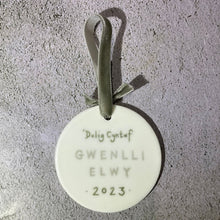 Dolig Cyntaf
GWENLLI
ELWY
· 2023 ·